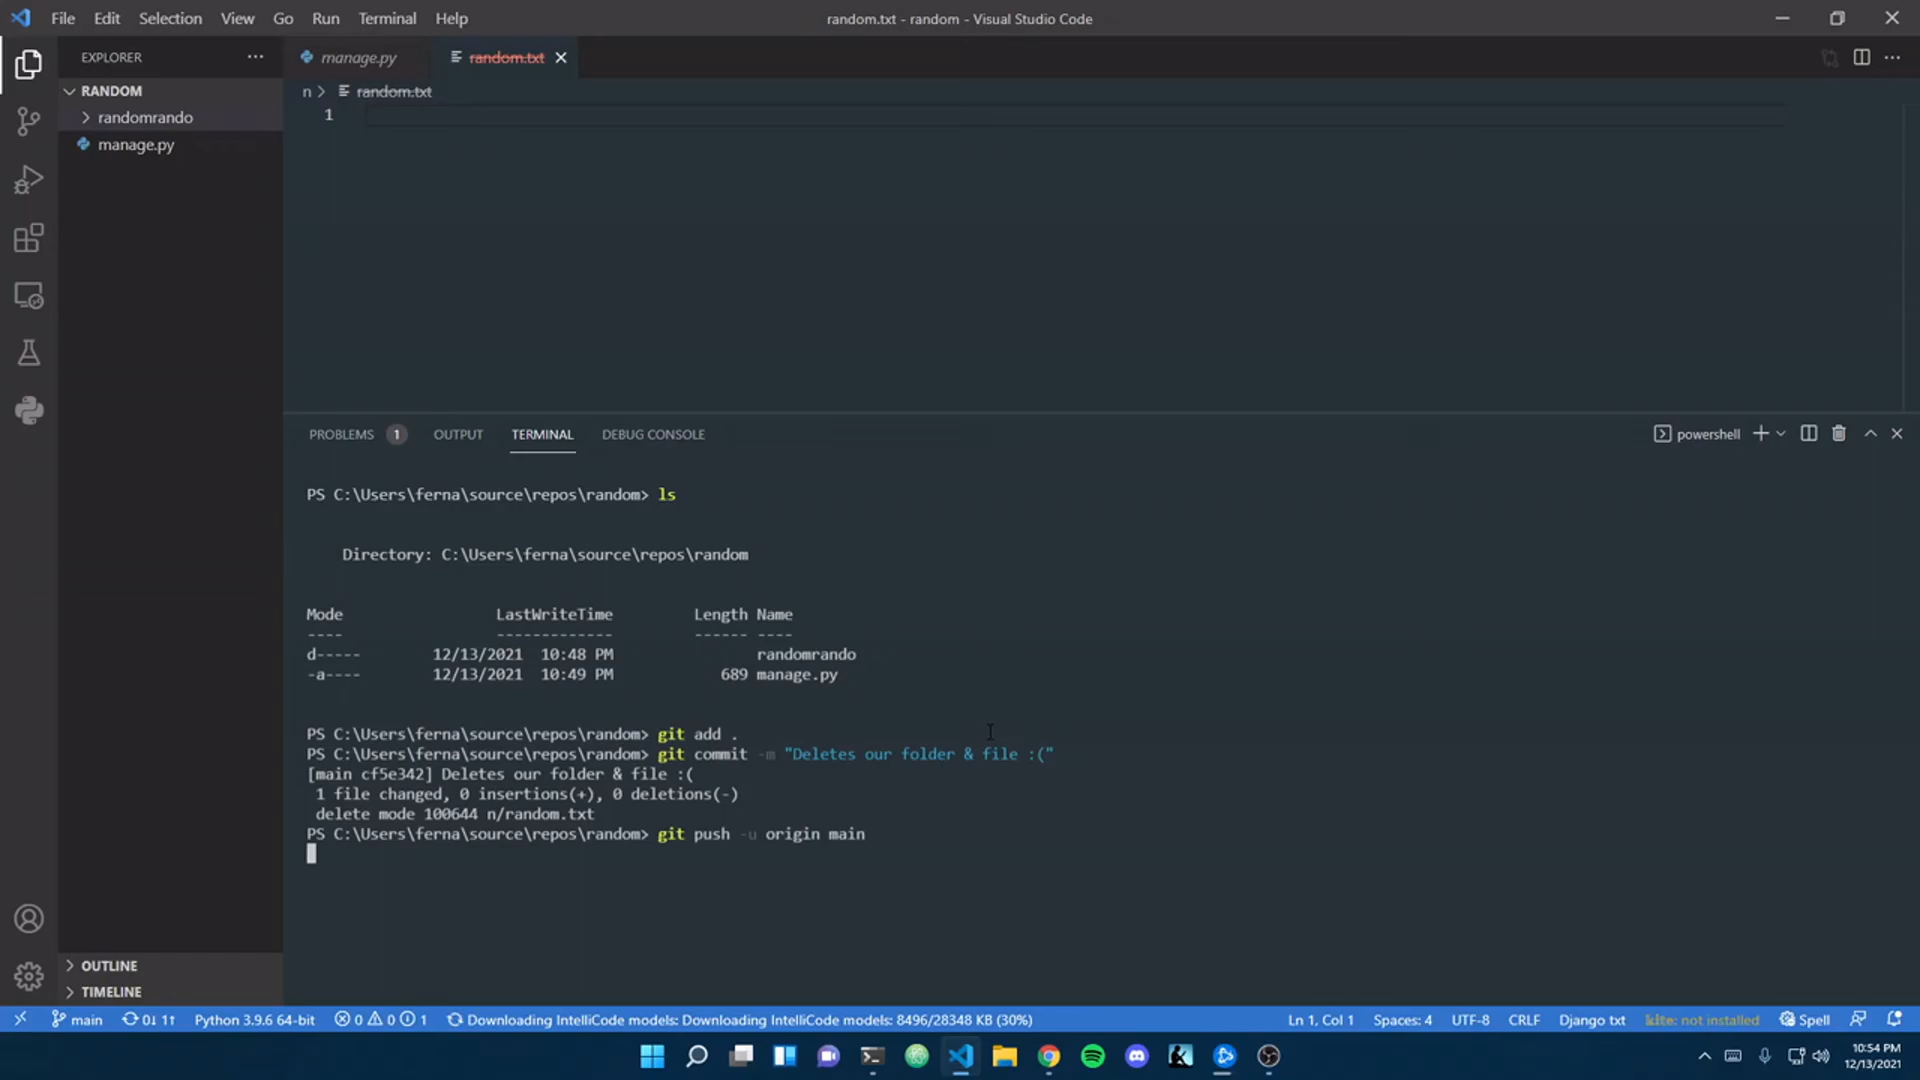 File Edit Selection View Go Run Terminal Help
random.txt - random - Visual Studio Code
EXPLORER
manage.py
random.txt
RANDOM
n > random.txt
1
randomrando
manage.py
PROBLEMS 1 OUTPUT TERMINAL DEBUG CONSOLE
powershell
PS C:\Users\ferna\source\repos\random> ls
Directory: C:\Users\ferna\source\repos\random
Mode LastWriteTime Length Name
---- ------------- ------ ----
d----- 12/13/2021 10:48 PM randomrando
-a---- 12/13/2021 10:49 PM 689 manage.py
PS C:\Users\ferna\source\repos\random> git add .
PS C:\Users\ferna\source\repos\random> git commit -m "Deletes our folder & file :("
[main cf5e342] Deletes our folder & file :(
1 file changed, 0 insertions(+), 0 deletions(-)
delete mode 100644 n/random.txt
PS C:\Users\ferna\source\repos\random> git push -u origin main
OUTLINE
TIMELINE
main 0↓ 1↑ Python 3.9.6 64-bit 0 0 1 Downloading IntelliCode models: Downloading IntelliCode models: 8496/28348 KB (30%) Ln 1, Col 1 Spaces: 4 UTF-8 CRLF Django txt kite: not installed Spell
10:54 PM
12/13/2021